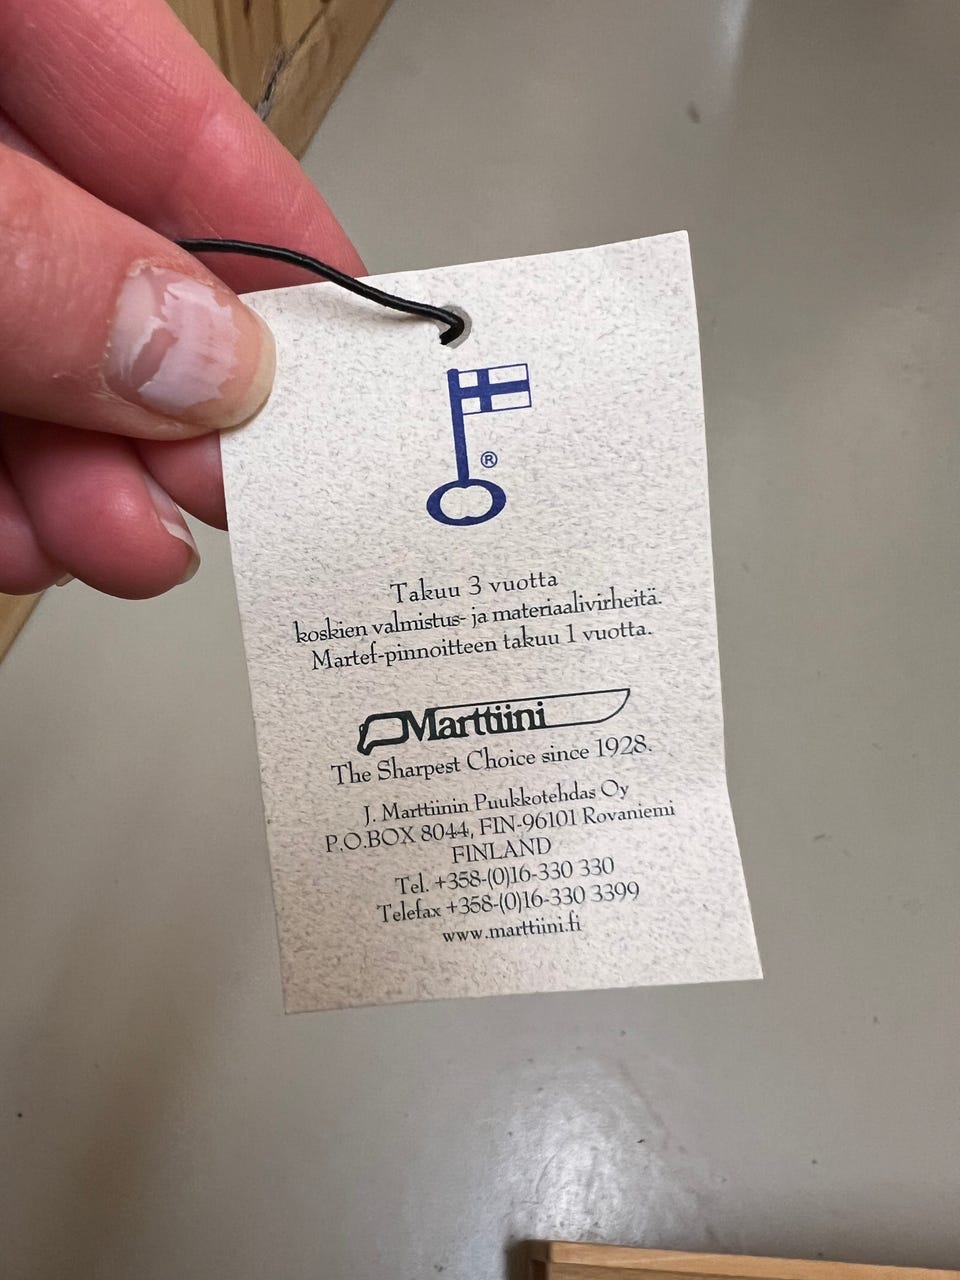 ®
Takuu 3 vuotta
koskien valmistus- ja materiaalivirheitä.
Martef-pinnoitteen takuu 1 vuotta.
Marttiini
The Sharpest Choice since 1928.
J. Marttiinin Puukkotehdas Oy
P.O.BOX 8044, FIN-96101 Rovaniemi
FINLAND
Tel. +358-(0)16-330 330
Telefax +358-(0)16-330 3399
www.marttiini.fi